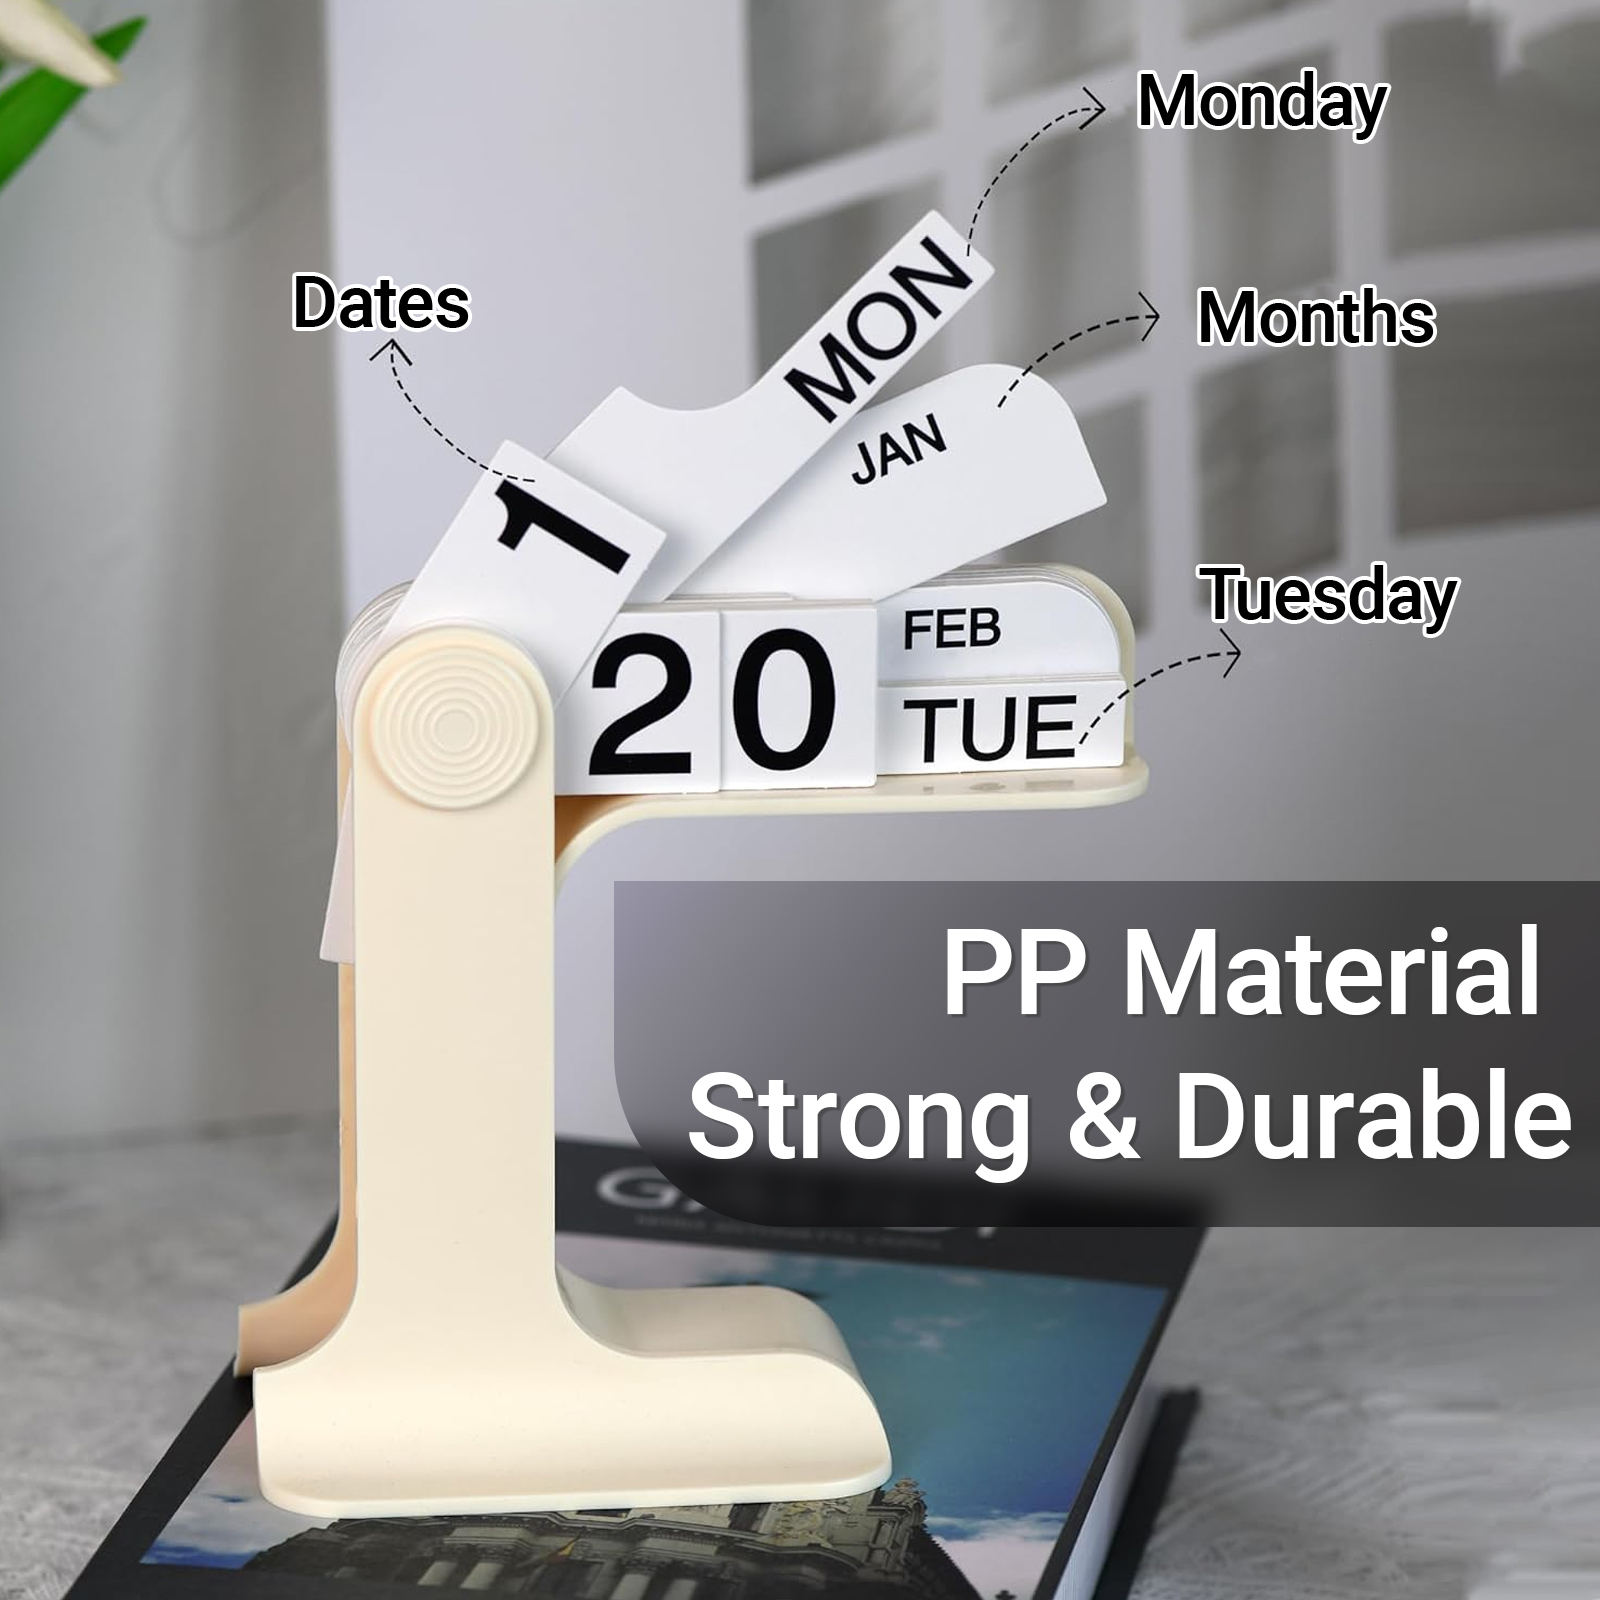 Monday
Dates
Months
MON
JAN
1
Tuesday
20
FEB
TUE
PP Material
Strong & Durable